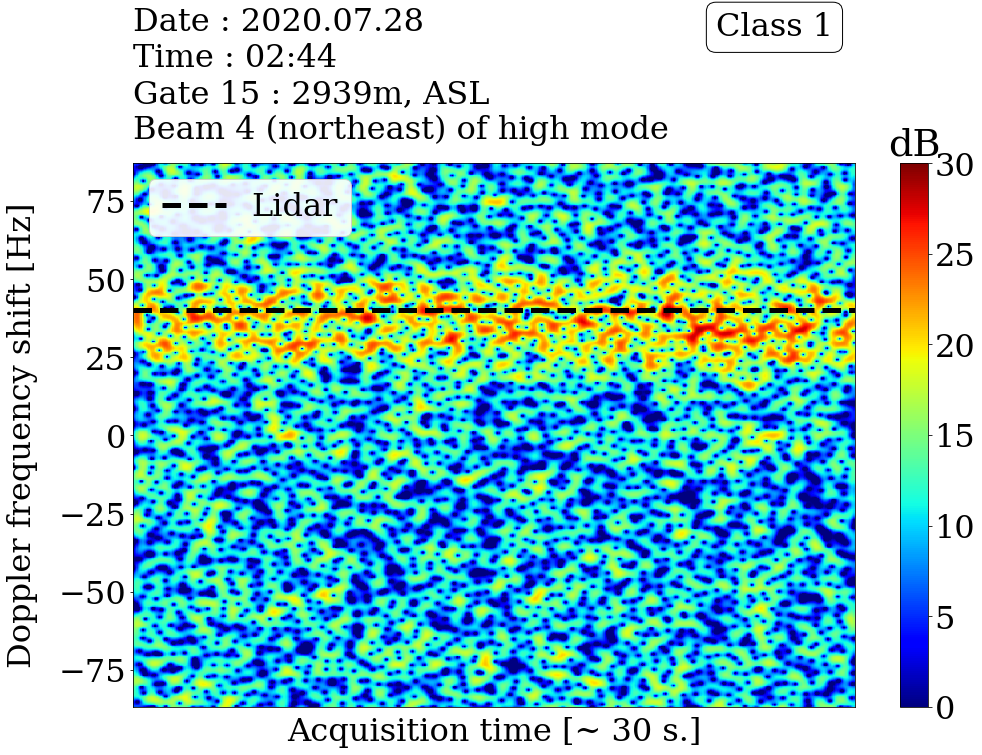 Date : 2020.07.28
Time : 02:44
Gate 15 : 2939m, ASL
Beam 4 (northeast) of high mode
Class 1
dB
Lidar
Doppler frequency shift [Hz]
75
50
25
0
−25
−50
−75
Acquisition time [~ 30 s.]
30
25
20
15
10
5
0